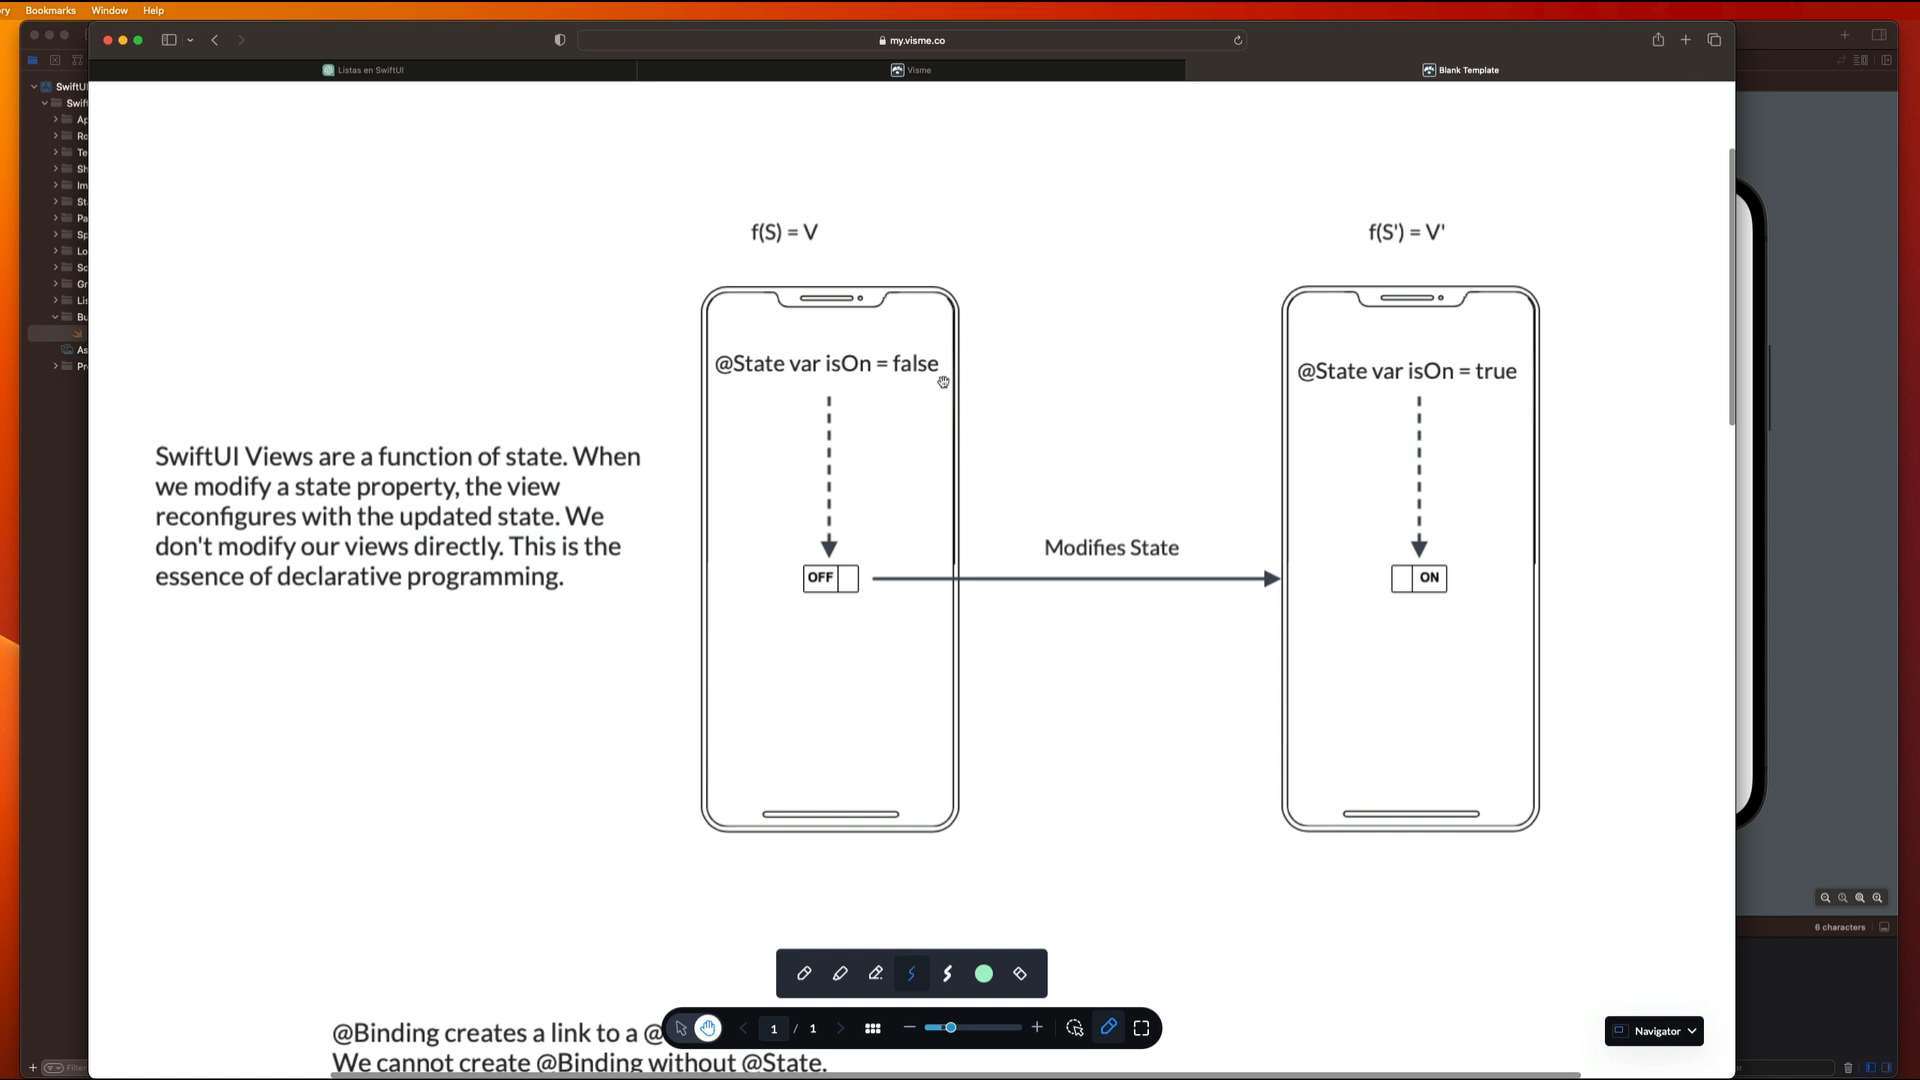 Bookmarks Window Help
my.visme.co
Listas en SwiftUI
Visme
Blank Template
f(S) = V
f(S') = V'
@State var isOn = false
@State var isOn = true
SwiftUI Views are a function of state. When
we modify a state property, the view
reconfigures with the updated state. We
don't modify our views directly. This is the
essence of declarative programming.
Modifies State
OFF
ON
6 characters
@Binding creates a link to a
We cannot create @Binding without @State.
1 / 1
Navigator
Filter